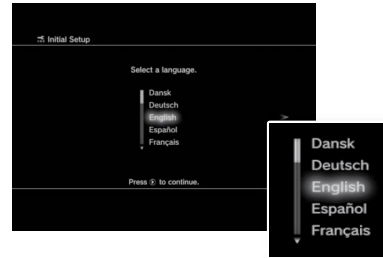 Initial Setup
Select a language.
Dansk
Deutsch
English
Español
Français
Press ⓧ to continue.
Dansk
Deutsch
English
Español
Français